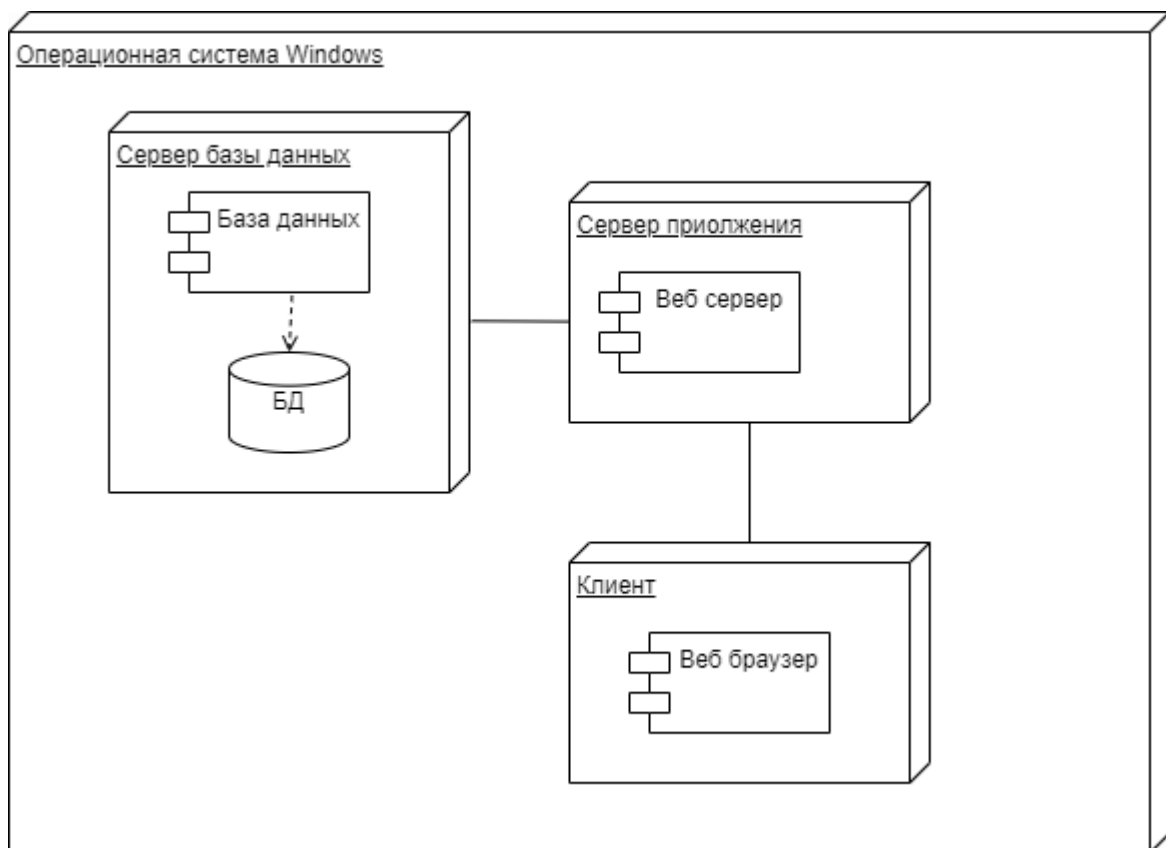 Операционная система Windows
Сервер базы данных
База данных
БД
Сервер приолжения
Веб сервер
Клиент
Веб браузер